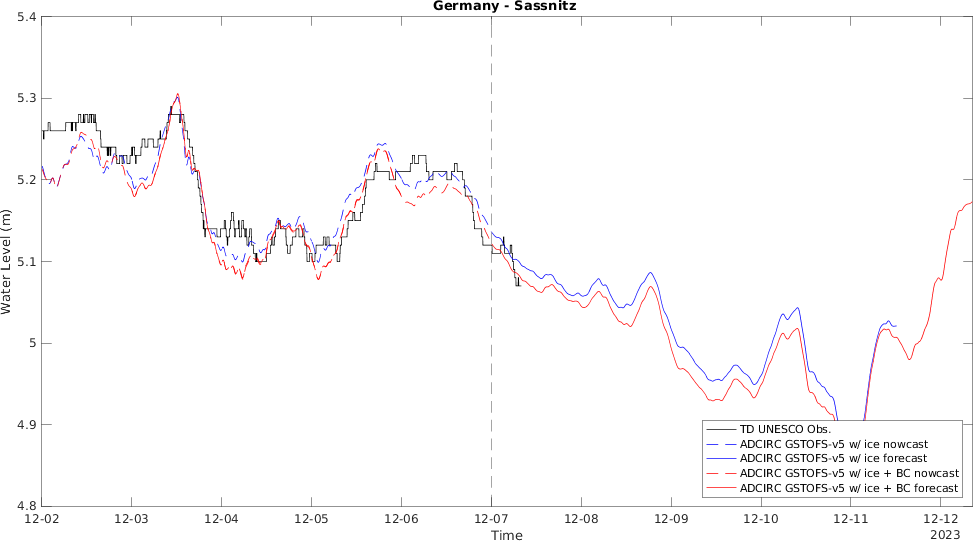 Germany - Sassnitz
5.4
5.3
5.2
5.1
5
4.9
4.8
Water Level (m)
12-02 12-03 12-04 12-05 12-06 12-07 12-08 12-09 12-10 12-11 12-12
Time
2023
TD UNESCO Obs.
ADCIRC GSTOFS-v5 w/ ice nowcast
ADCIRC GSTOFS-v5 w/ ice forecast
ADCIRC GSTOFS-v5 w/ ice + BC nowcast
ADCIRC GSTOFS-v5 w/ ice + BC forecast